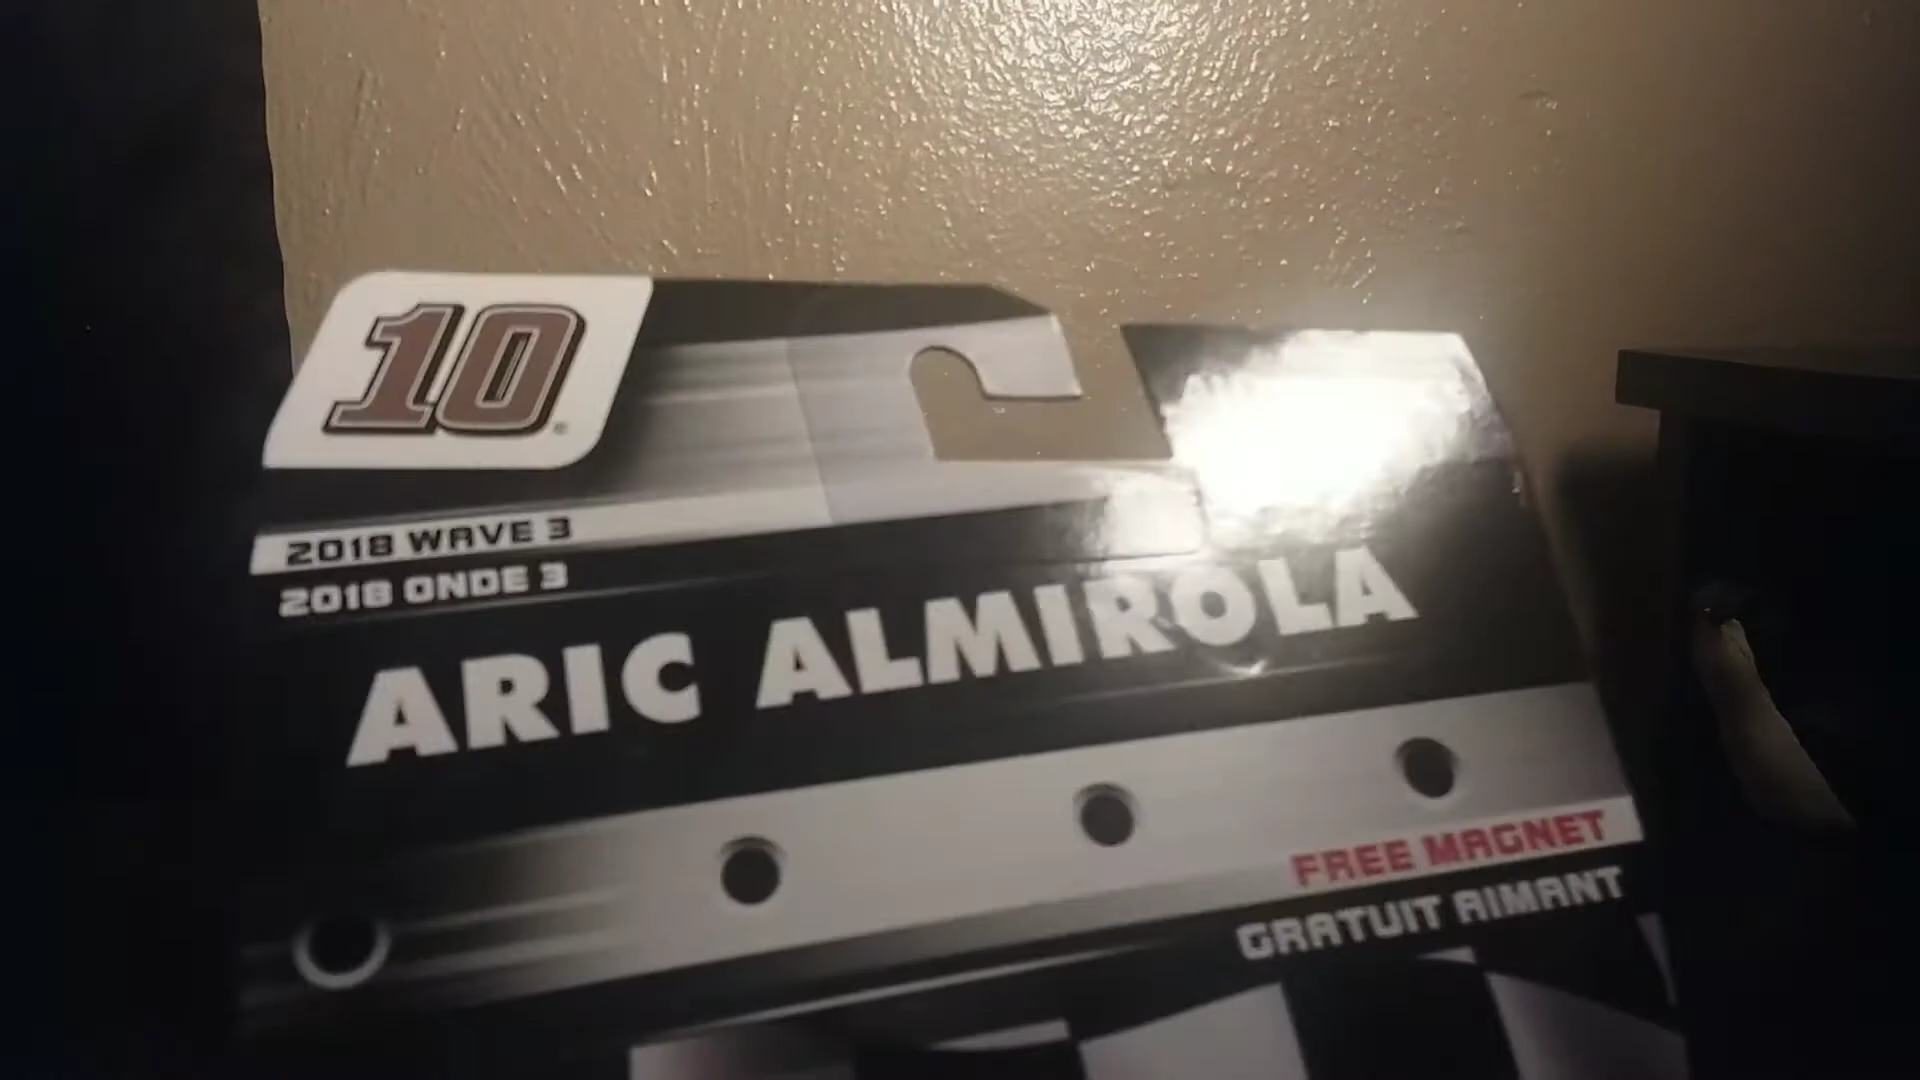 10
2018 WAVE 3
2018 ONDE 3
ARIC ALMIROLA
FREE MAGNET
GRATUIT AIMANT